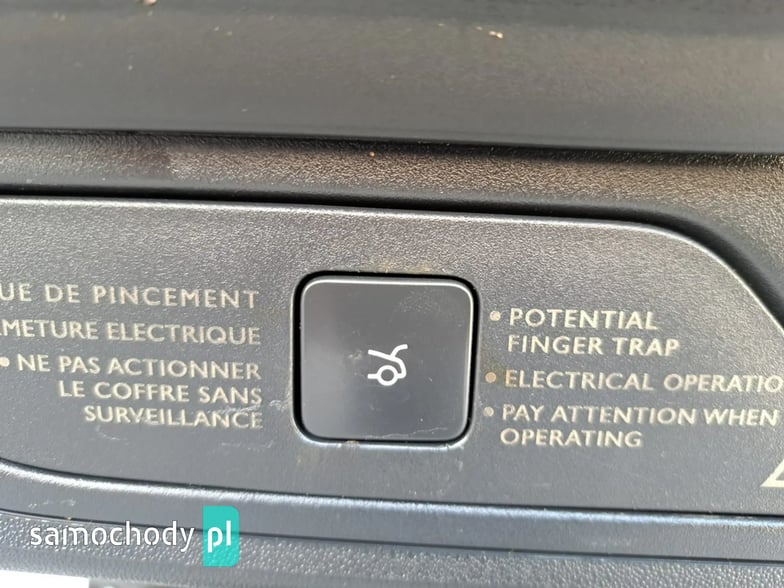 UE DE PINCEMENT
METURE ELECTRIQUE
• NE PAS ACTIONNER
LE COFFRE SANS
SURVEILLANCE
• POTENTIAL
FINGER TRAP
• ELECTRICAL OPERATIO
• PAY ATTENTION WHEN
OPERATING
samochody pl